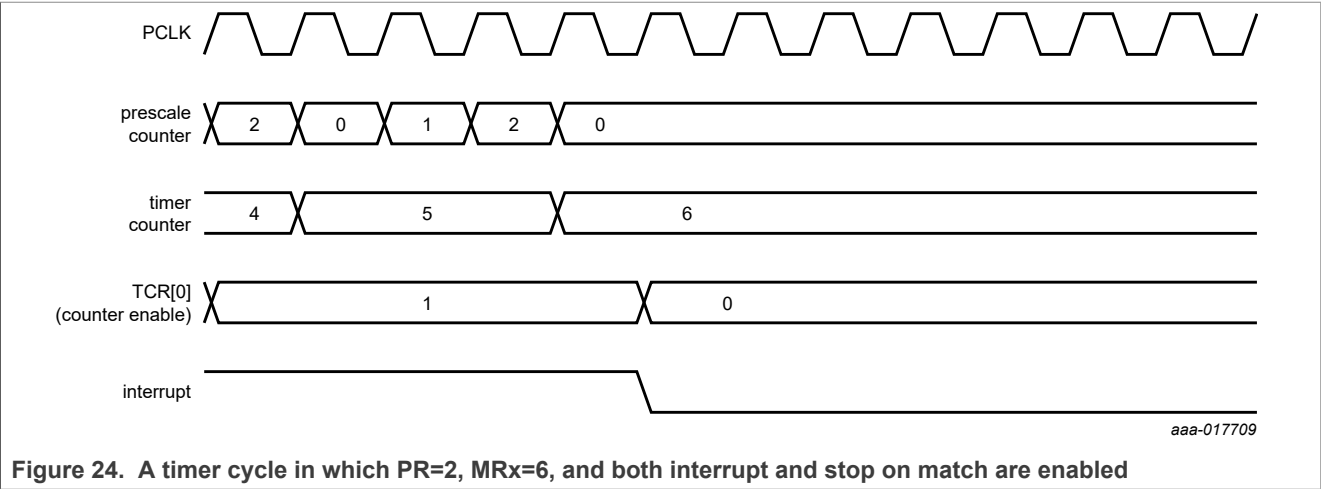 PCLK
prescale
counter
2 0 1 2 0
timer
counter
4 5 6
TCR[0]
(counter enable)
1 0
interrupt
aaa-017709
Figure 24. A timer cycle in which PR=2, MRx=6, and both interrupt and stop on match are enabled